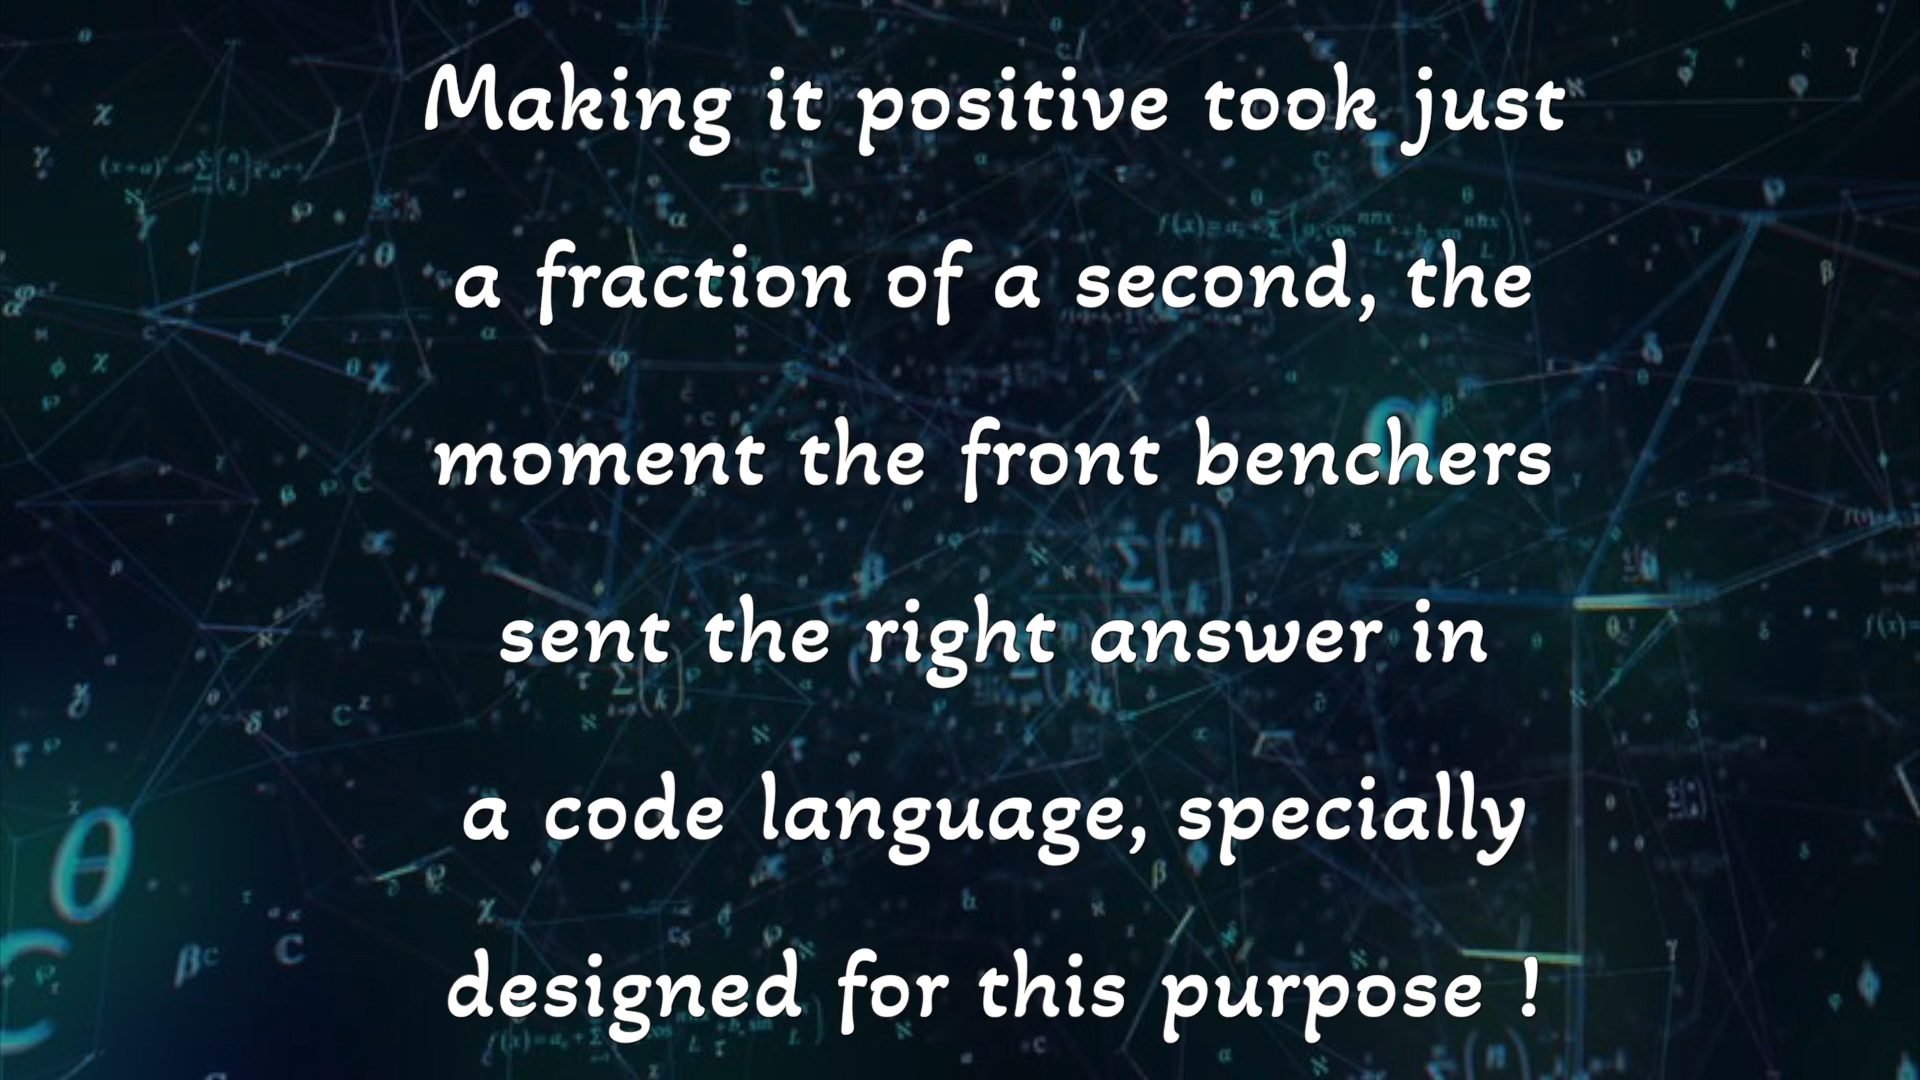 Making it positive took just
a fraction of a second, the
moment the front benchers
sent the right answer in
a code language, specially
designed for this purpose !